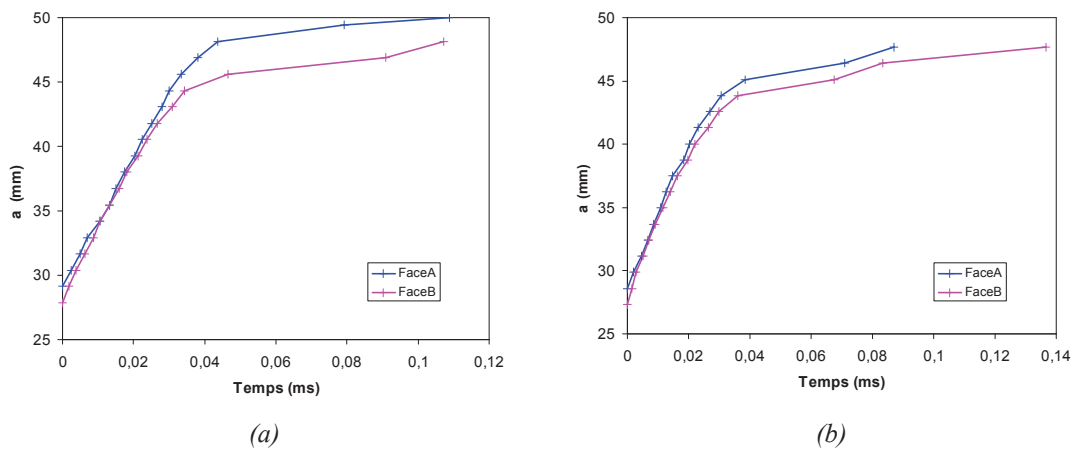 50
45
40
35
30
25
a (mm)
0 0,02 0,04 0,06 0,08 0,1 0,12
Temps (ms)
FaceA
FaceB
(a)
50
45
40
35
30
25
a (mm)
0 0,02 0,04 0,06 0,08 0,1 0,12 0,14
Temps (ms)
FaceA
FaceB
(b)